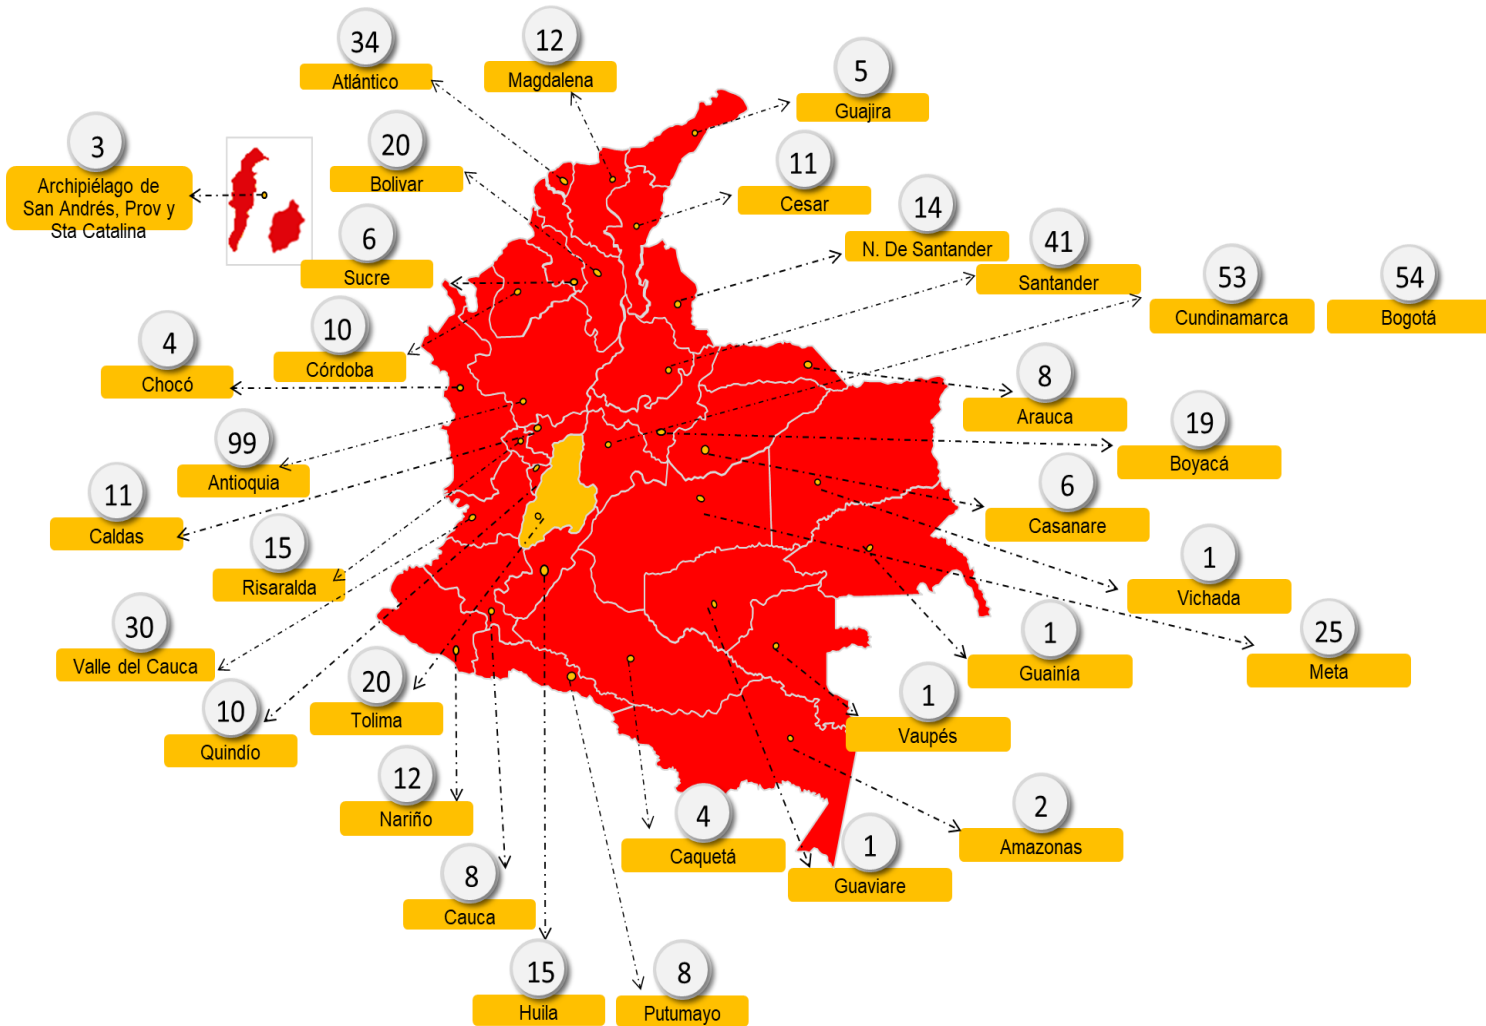 34
Atlántico
12
Magdalena
5
Guajira
3
Archipiélago de
San Andrés, Prov y
Sta Catalina
20
Bolivar
11
Cesar
14
N. De Santander
6
Sucre
41
Santander
53
Cundinamarca
54
Bogotá
10
Córdoba
4
Chocó
8
Arauca
99
Antioquia
19
Boyacá
11
Caldas
6
Casanare
15
Risaralda
1
Vichada
30
Valle del Cauca
1
Guainía
25
Meta
10
Quindío
20
Tolima
1
Vaupés
12
Nariño
4
Caquetá
2
Amazonas
1
Guaviare
8
Cauca
15
Huila
8
Putumayo